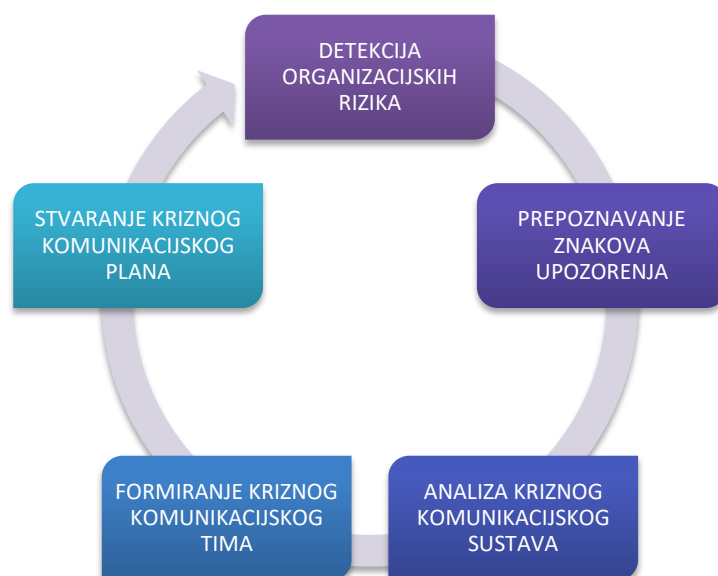 DETEKCIJA
ORGANIZACIJSKIH
RIZIKA
PREPOZNAVANJE
ZNAKOVA
UPOZORENJA
ANALIZA KRIZNOG
KOMUNIKACIJSKOG
SUSTAVA
FORMIRANJE KRIZNOG
KOMUNIKACIJSKOG
TIMA
STVARANJE KRIZNOG
KOMUNIKACIJSKOG
PLANA